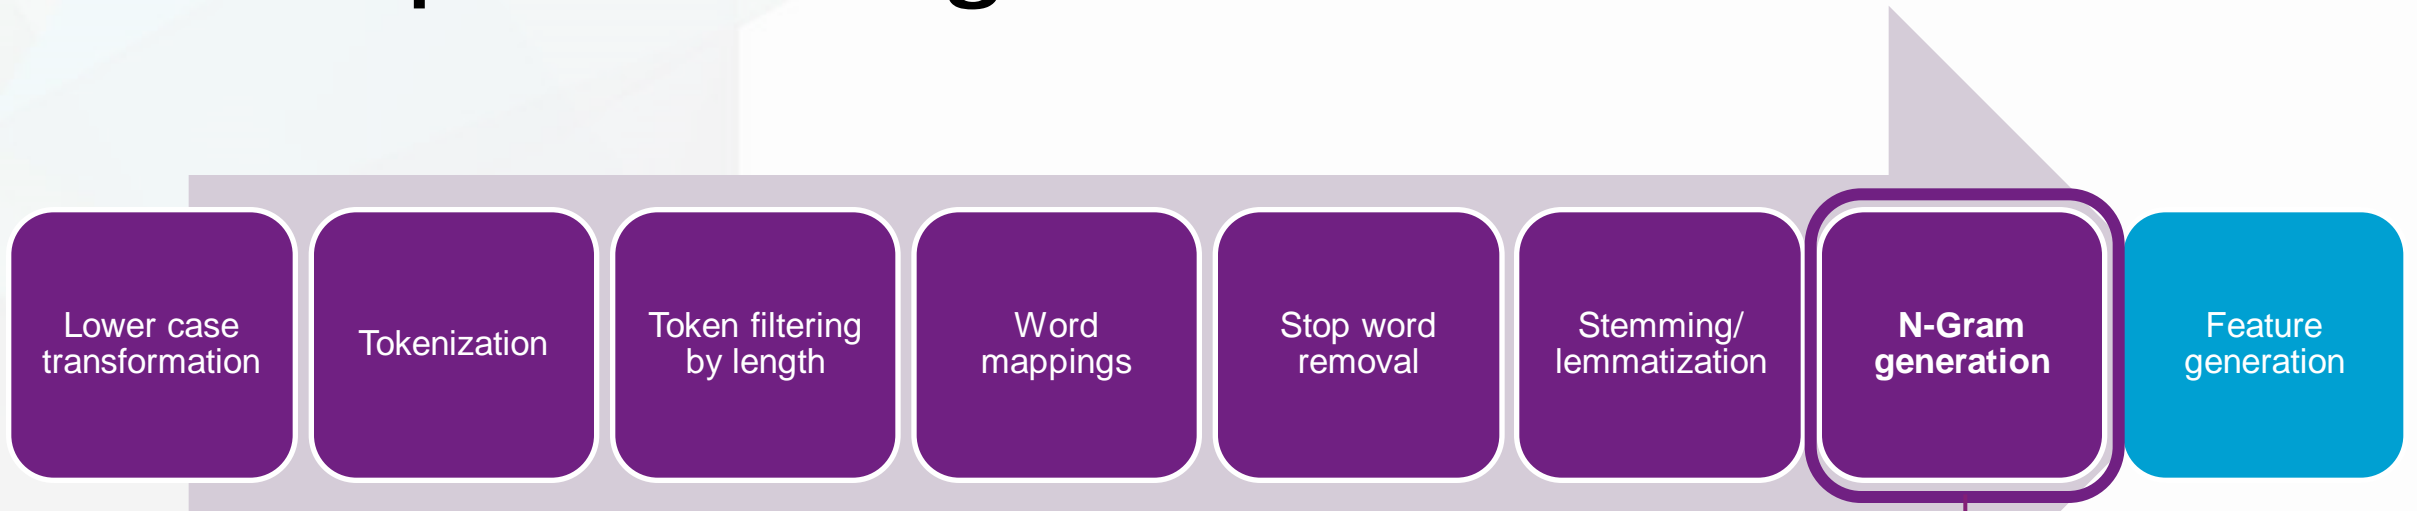 Lower case
transformation
Tokenization
Token filtering
by length
Word
mappings
Stop word
removal
Stemming/
lemmatization
N-Gram
generation
Feature
generation